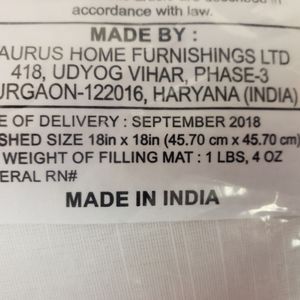 accordance with law.
MADE BY :
AURUS HOME FURNISHINGS LTD
418, UDYOG VIHAR, PHASE-3
URGAON-122016, HARYANA (INDIA)
E OF DELIVERY : SEPTEMBER 2018
SHED SIZE 18in x 18in (45.70 cm x 45.70 cm)
WEIGHT OF FILLING MAT : 1 LBS, 4 OZ
ERAL RN#
MADE IN INDIA